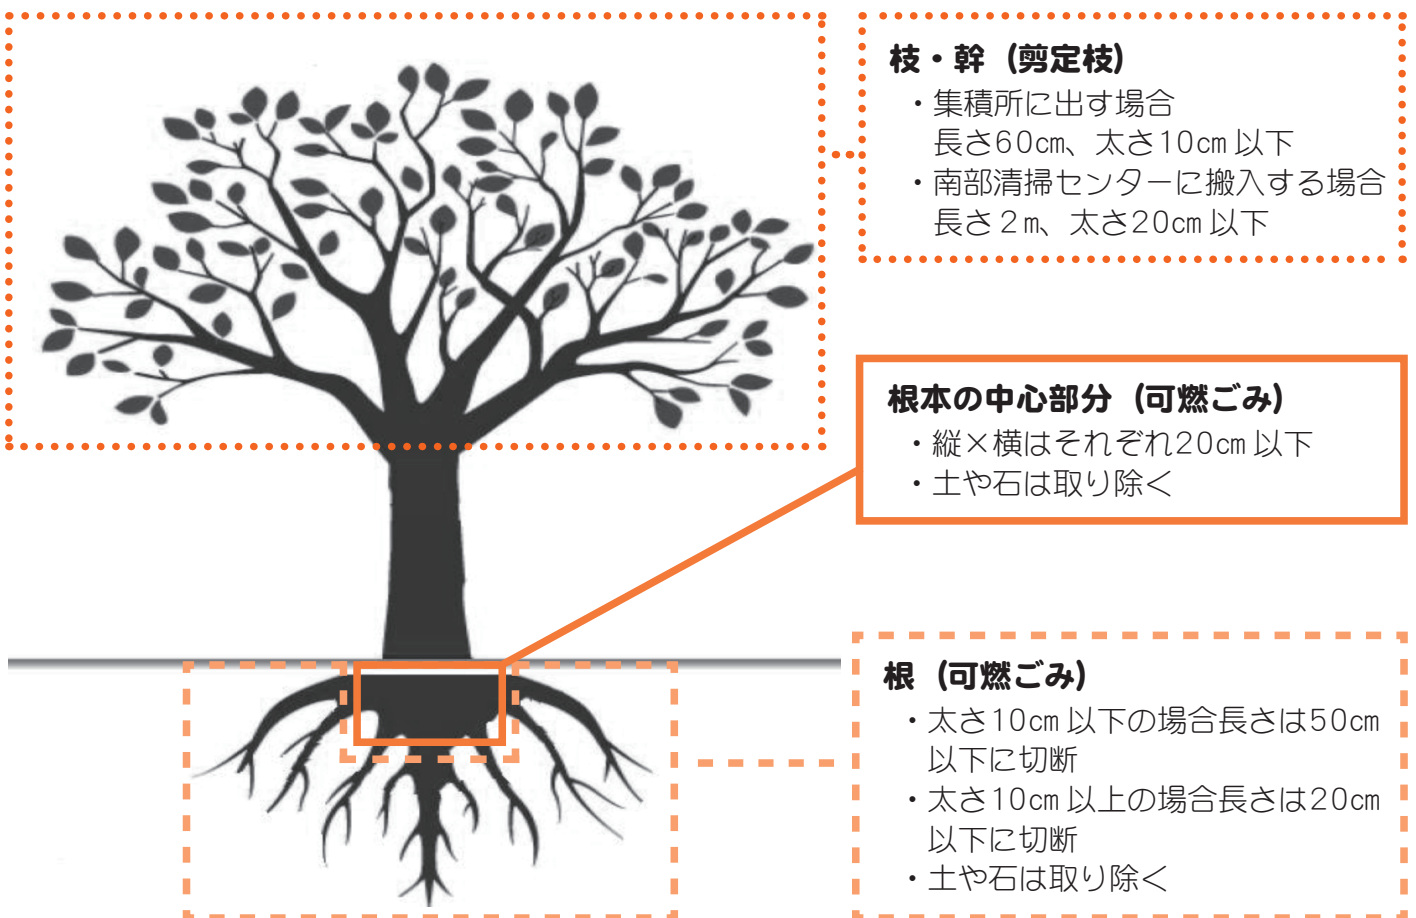 枝・幹（剪定枝）
・集積所に出す場合
長さ60㎝、太さ10㎝以下
・南部清掃センターに搬入する場合
長さ２ｍ、太さ20㎝以下
根本の中心部分（可燃ごみ）
・縦×横はそれぞれ20㎝以下
・土や石は取り除く
根（可燃ごみ）
・太さ10㎝以下の場合長さは50㎝
以下に切断
・太さ10㎝以上の場合長さは20㎝
以下に切断
・土や石は取り除く